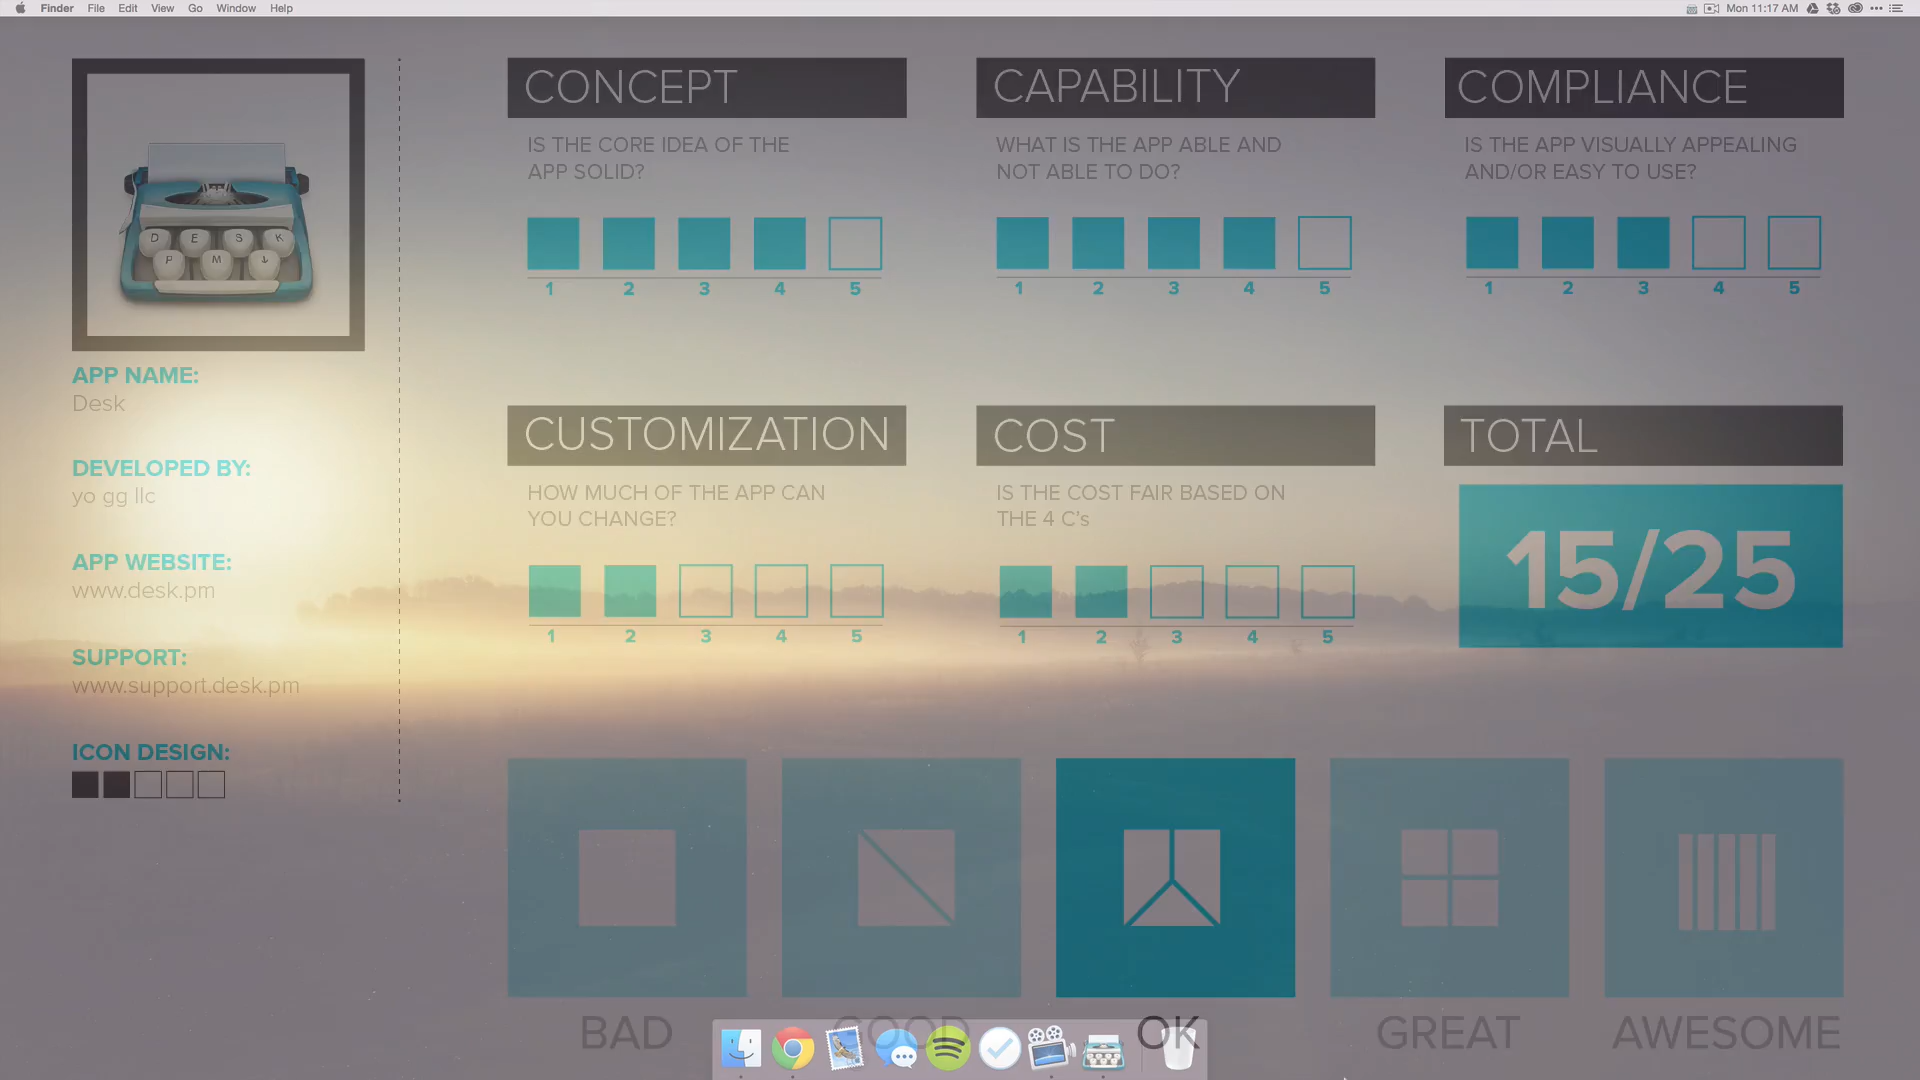 Finder File Edit View Go Window Help
Mon 11:17 AM
D E S K
P M
APP NAME:
Desk
DEVELOPED BY:
yo gg llc
APP WEBSITE:
www.desk.pm
SUPPORT:
www.support.desk.pm
ICON DESIGN:
CONCEPT
IS THE CORE IDEA OF THE
APP SOLID?
1 2 3 4 5
CAPABILITY
WHAT IS THE APP ABLE AND
NOT ABLE TO DO?
1 2 3 4 5
COMPLIANCE
IS THE APP VISUALLY APPEALING
AND/OR EASY TO USE?
1 2 3 4 5
CUSTOMIZATION
HOW MUCH OF THE APP CAN
YOU CHANGE?
1 2 3 4 5
COST
IS THE COST FAIR BASED ON
THE 4 C's
1 2 3 4 5
TOTAL
15/25
BAD GOOD OK GREAT AWESOME